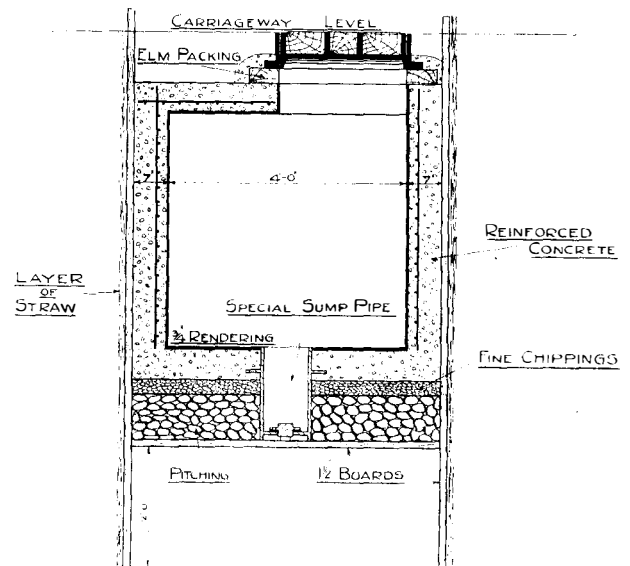 CARRIAGEWAY LEVEL
ELM PACKING
7" 4'-0" 7"
REINFORCED
CONCRETE
LAYER
OF
STRAW
SPECIAL SUMP PIPE
3/4" RENDERING
FINE CHIPPINGS
PITCHING 1½ BOARDS